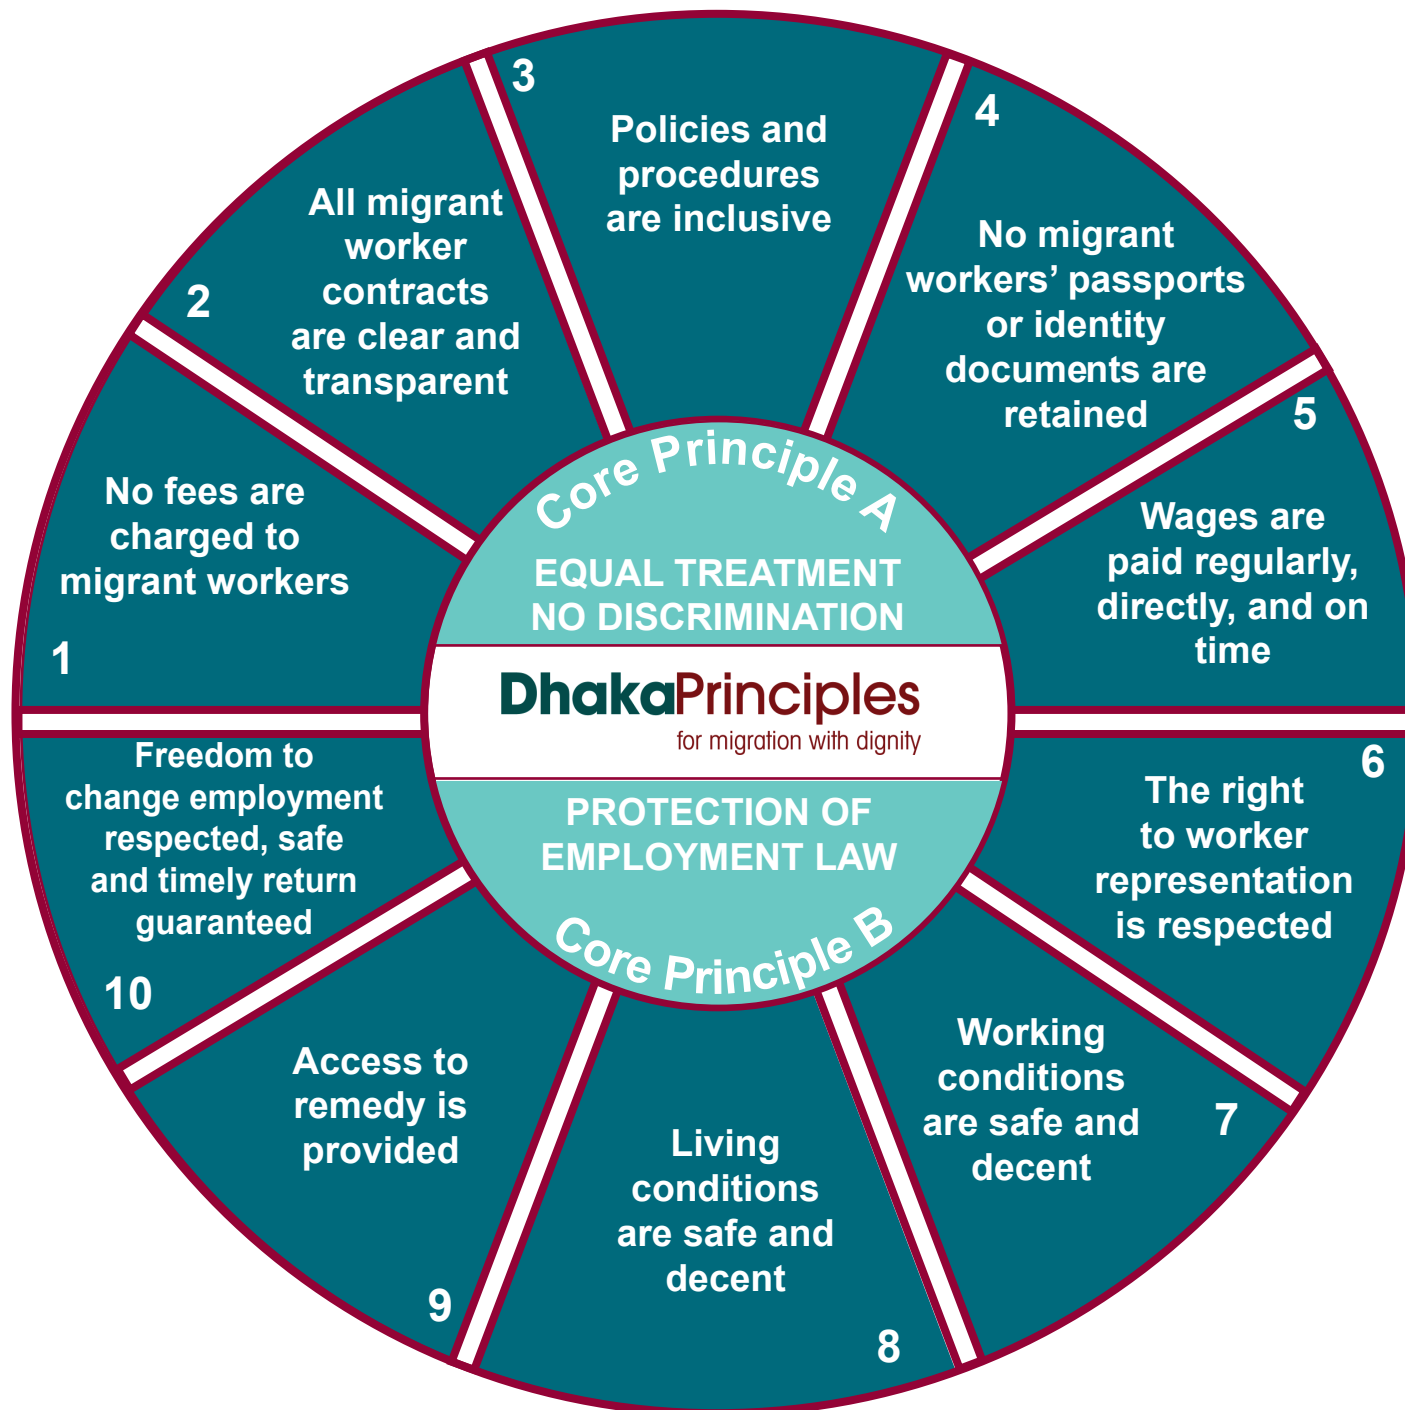 3
Policies and
procedures
are inclusive
4
No migrant
workers’ passports
or identity
documents are
retained
2
All migrant
worker
contracts
are clear and
transparent
5
Wages are
paid regularly,
directly, and on
time
No fees are
charged to
migrant workers
1
Core Principle A
EQUAL TREATMENT
NO DISCRIMINATION
DhakaPrinciples
for migration with dignity
PROTECTION OF
EMPLOYMENT LAW
Core Principle B
6
The right
to worker
representation
is respected
Freedom to
change employment
respected, safe
and timely return
guaranteed
10
Working
conditions
are safe and
decent
7
Access to
remedy is
provided
9
Living
conditions
are safe and
decent
8